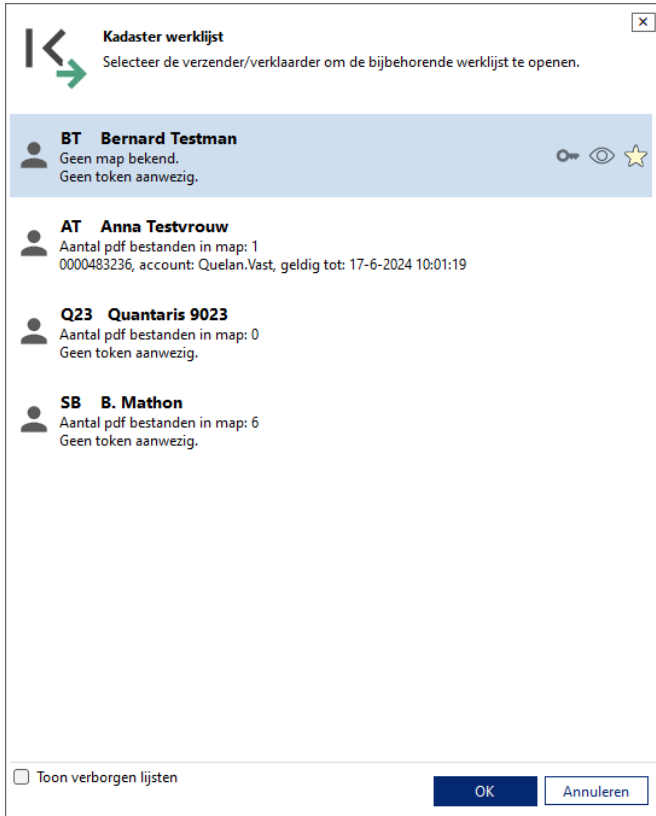 Kadaster werklijst
Selecteer de verzender/verklaarder om de bijbehorende werklijst te openen.
BT Bernard Testman
Geen map bekend.
Geen token aanwezig.
AT Anna Testvrouw
Aantal pdf bestanden in map: 1
0000483236, account: Quelan.Vast, geldig tot: 17-6-2024 10:01:19
Q23 Quantaris 9023
Aantal pdf bestanden in map: 0
Geen token aanwezig.
SB B. Mathon
Aantal pdf bestanden in map: 6
Geen token aanwezig.
Toon verborgen lijsten
OK Annuleren